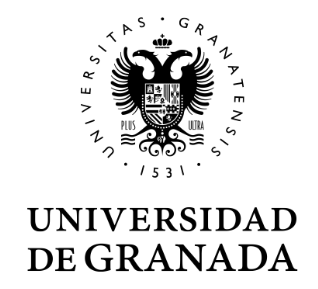 UNIVERSITAS · GRANATENSIS
· 1531 ·
PLUS ULTRA
UNIVERSIDAD
DE GRANADA